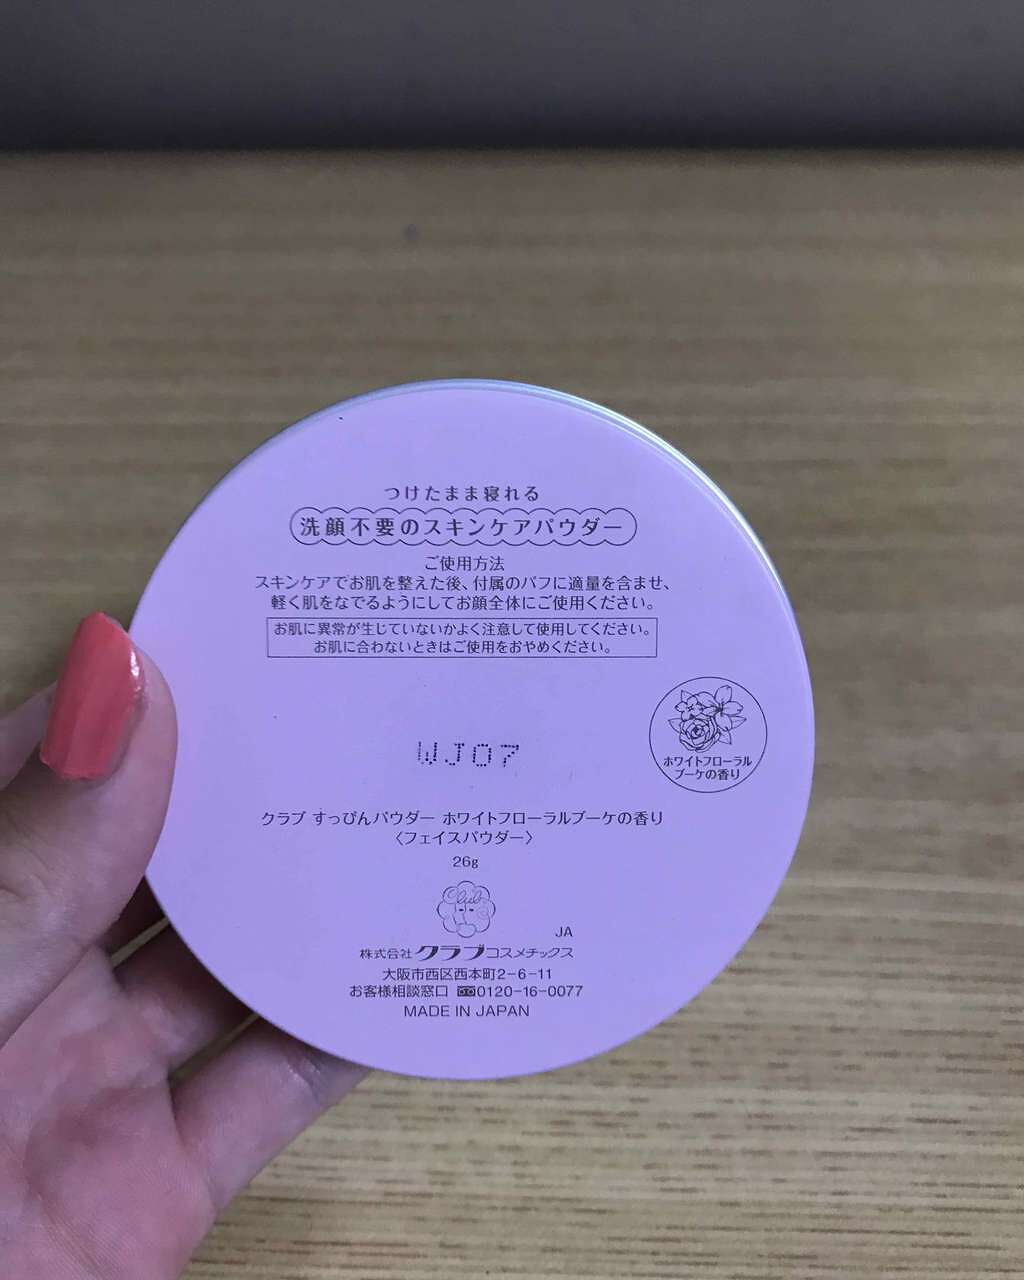 つけたまま寝れる
洗顔不要のスキンケアパウダー
ご使用方法
スキンケアでお肌を整えた後、付属のパフに適量を含ませ、
軽く肌をなでるようにしてお顔全体にご使用ください。
お肌に異常が生じていないかよく注意して使用してください。
お肌に合わないときはご使用をおやめください。
ホワイトフローラル
ブーケの香り
WJ07
クラブ すっぴんパウダー ホワイトフローラルブーケの香り
〈フェイスパウダー〉
26g
Club
JA
株式会社 クラブコスメチックス
大阪市西区西本町2-6-11
お客様相談窓口 0120-16-0077
MADE IN JAPAN